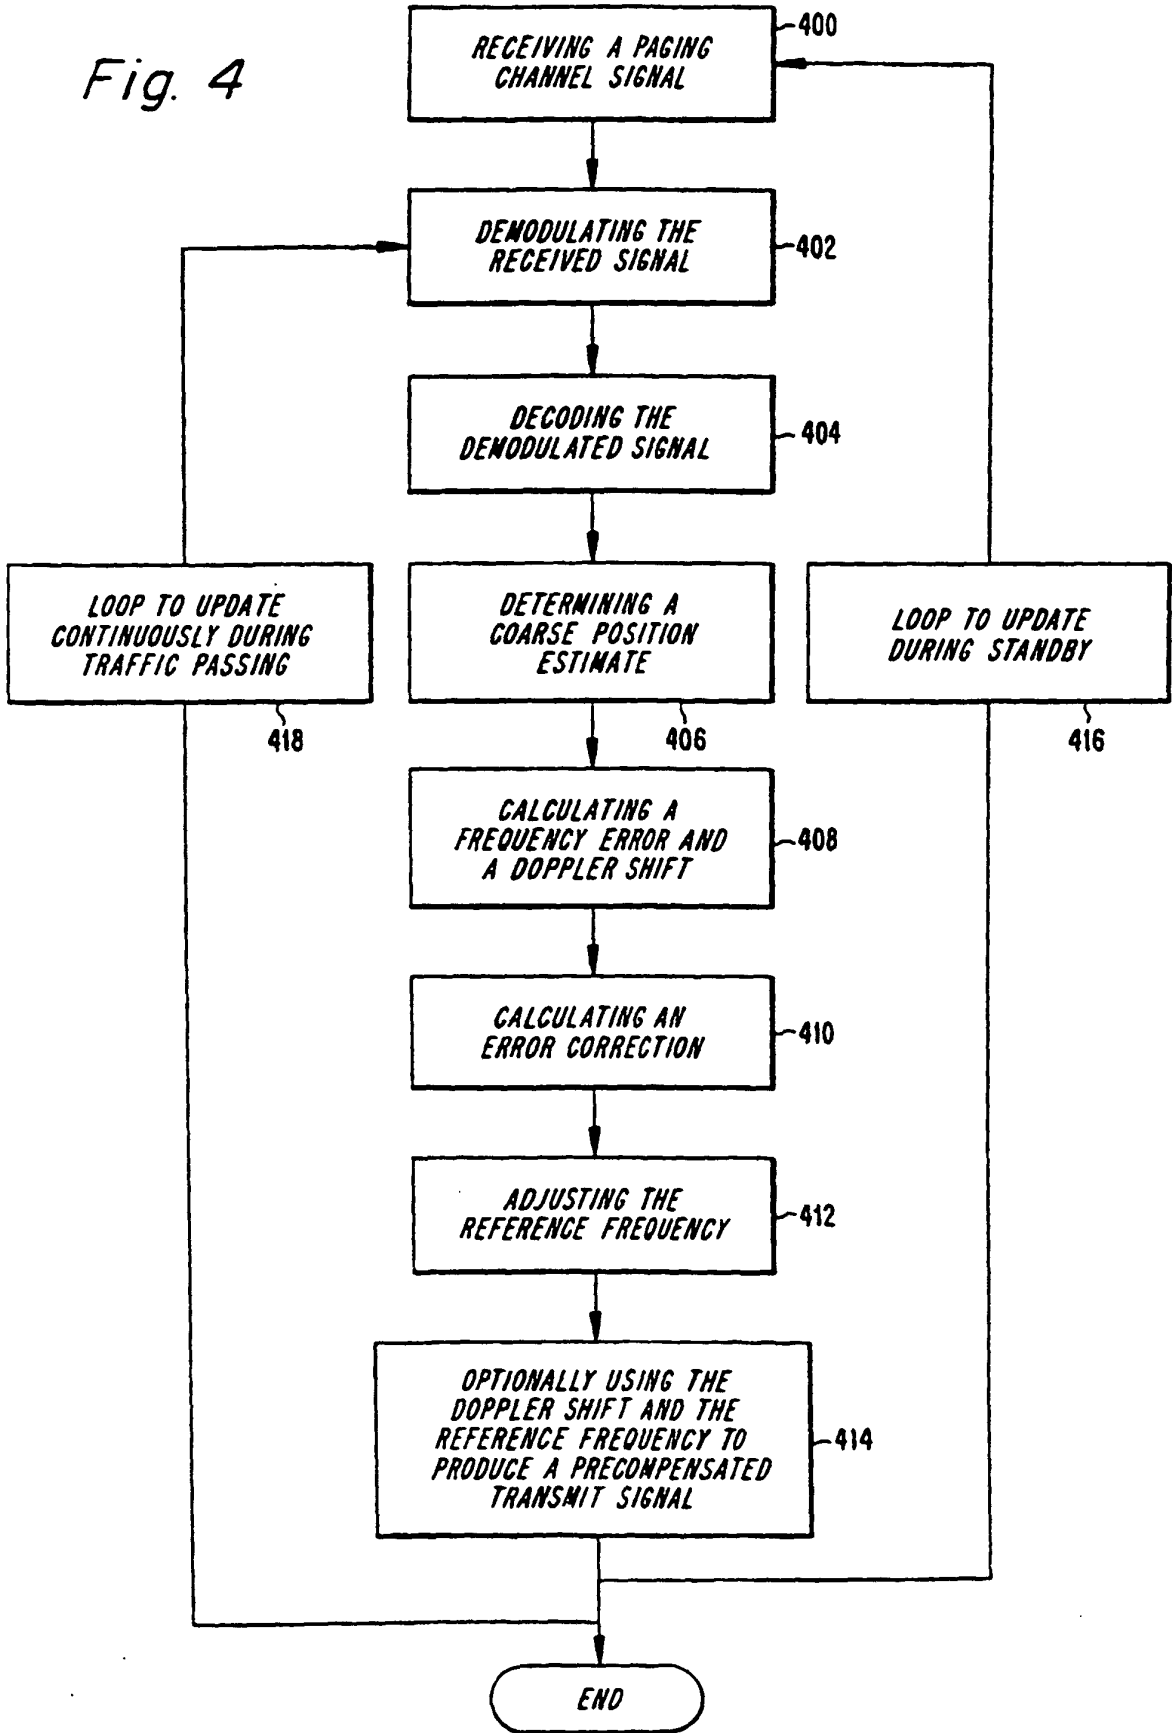 Fig. 4
RECEIVING A PAGING
CHANNEL SIGNAL
400
DEMODULATING THE
RECEIVED SIGNAL
402
DECODING THE
DEMODULATED SIGNAL
404
LOOP TO UPDATE
CONTINUOUSLY DURING
TRAFFIC PASSING
418
DETERMINING A
COARSE POSITION
ESTIMATE
406
LOOP TO UPDATE
DURING STANDBY
416
CALCULATING A
FREQUENCY ERROR AND
A DOPPLER SHIFT
408
CALCULATING AN
ERROR CORRECTION
410
ADJUSTING THE
REFERENCE FREQUENCY
412
OPTIONALLY USING THE
DOPPLER SHIFT AND THE
REFERENCE FREQUENCY TO
PRODUCE A PRECOMPENSATED
TRANSMIT SIGNAL
414
END